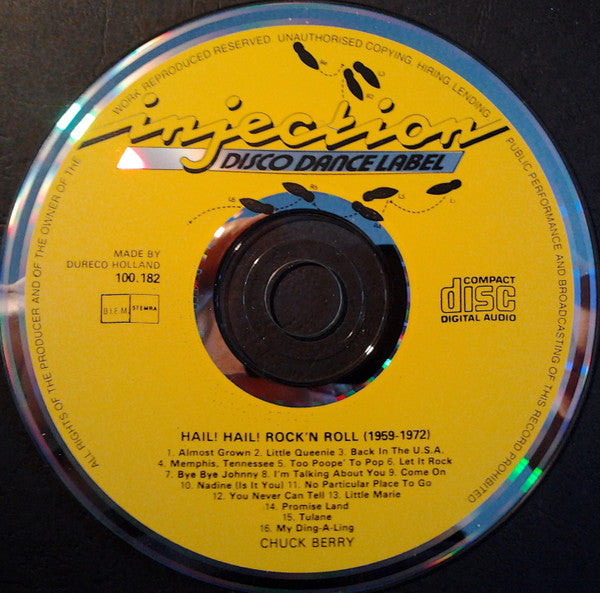 ALL RIGHTS OF THE PRODUCER AND OF THE OWNER OF THE WORK REPRODUCED RESERVED. UNAUTHORISED COPYING, HIRING, LENDING, PUBLIC PERFORMANCE AND BROADCASTING OF THIS RECORD PROHIBITED
injection
DISCO DANCE LABEL
MADE BY
DURECO HOLLAND
100.182
B.I.E.M. STEMRA
COMPACT
disc
DIGITAL AUDIO
HAIL! HAIL! ROCK'N ROLL (1959-1972)
1. Almost Grown 2. Little Queenie 3. Back In The U.S.A.
4. Memphis, Tennessee 5. Too Poope' To Pop 6. Let It Rock
7. Bye Bye Johnny 8. I'm Talking About You 9. Come On
10. Nadine (Is It You) 11. No Particular Place To Go
12. You Never Can Tell 13. Little Marie
14. Promise Land
15. Tulane
16. My Ding-A-Ling
CHUCK BERRY